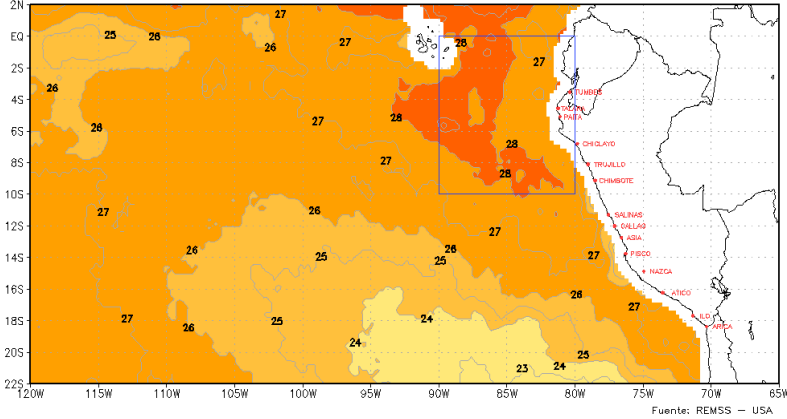 2N
27
25
26
26
27
28
EQ
27
2S
26
4S
TUMBES
TALARA
PAITA
26
26
28
6S
28
CHICLAYO
27
28
TRUJILLO
8S
CHIMBOTE
10S
27
26
SALINAS
12S
27
CALLAO
ASIA
26
26
27
PISCO
14S
25
25
NAZCA
16S
26
ATICO
27
27
25
24
ILO
18S
26
ARICA
24
25
20S
23
24
22S
120W
115W
110W
105W
100W
95W
90W
85W
80W
75W
70W
65W
Fuente: REMSS – USA